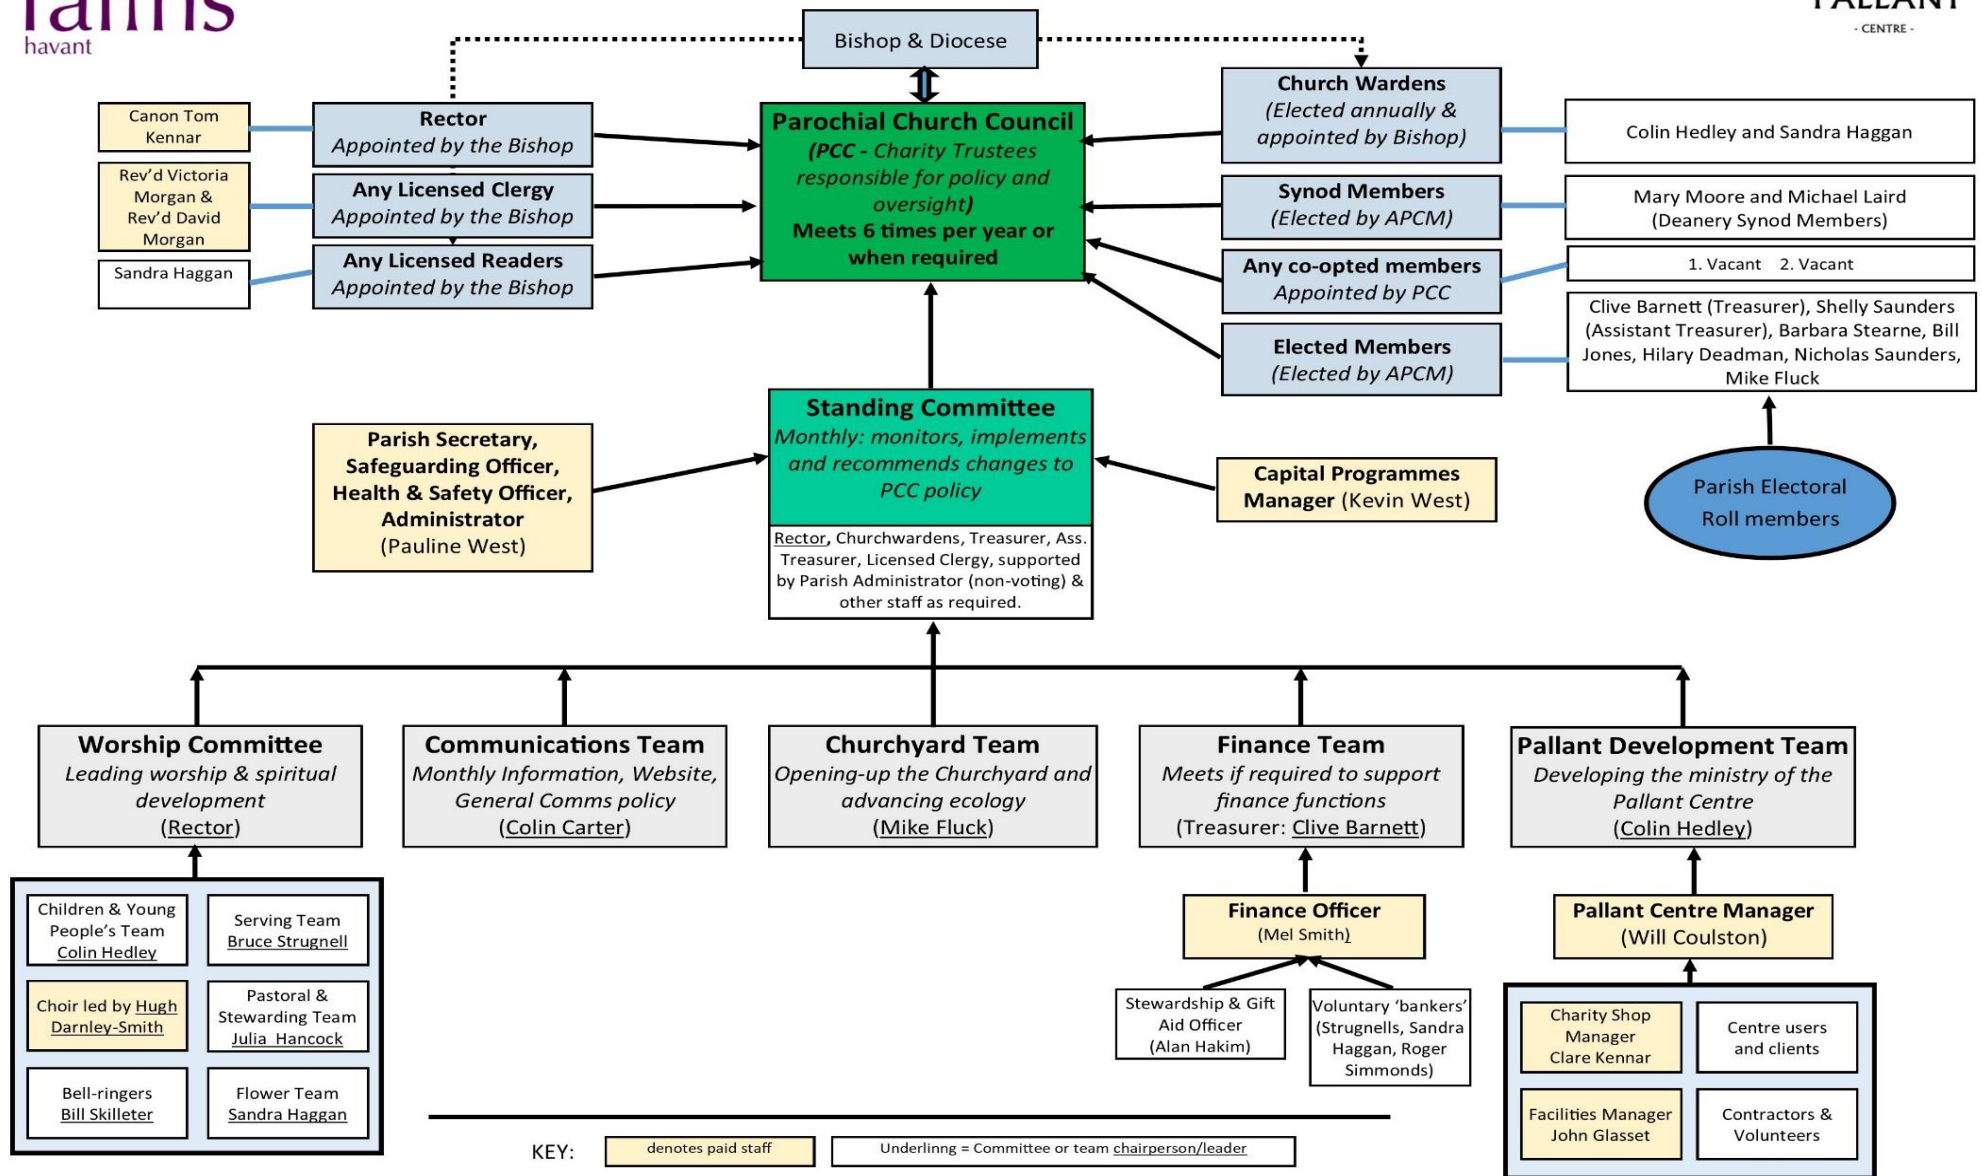 havant
- CENTRE -
Bishop & Diocese
Canon Tom
Kennar
Rector
Appointed by the Bishop
Rev'd Victoria
Morgan &
Rev'd David
Morgan
Any Licensed Clergy
Appointed by the Bishop
Sandra Haggan
Any Licensed Readers
Appointed by the Bishop
Parochial Church Council
(PCC - Charity Trustees
responsible for policy and
oversight)
Meets 6 times per year or
when required
Church Wardens
(Elected annually &
appointed by Bishop)
Colin Hedley and Sandra Haggan
Synod Members
(Elected by APCM)
Mary Moore and Michael Laird
(Deanery Synod Members)
Any co-opted members
Appointed by PCC
1. Vacant 2. Vacant
Elected Members
(Elected by APCM)
Clive Barnett (Treasurer), Shelly Saunders
(Assistant Treasurer), Barbara Stearne, Bill
Jones, Hilary Deadman, Nicholas Saunders,
Mike Fluck
Parish Electoral
Roll members
Parish Secretary,
Safeguarding Officer,
Health & Safety Officer,
Administrator
(Pauline West)
Standing Committee
Monthly: monitors, implements
and recommends changes to
PCC policy
Rector, Churchwardens, Treasurer, Ass.
Treasurer, Licensed Clergy, supported
by Parish Administrator (non-voting) &
other staff as required.
Capital Programmes
Manager (Kevin West)
Worship Committee
Leading worship & spiritual
development
(Rector)
Communications Team
Monthly Information, Website,
General Comms policy
(Colin Carter)
Churchyard Team
Opening-up the Churchyard and
advancing ecology
(Mike Fluck)
Finance Team
Meets if required to support
finance functions
(Treasurer: Clive Barnett)
Pallant Development Team
Developing the ministry of the
Pallant Centre
(Colin Hedley)
Children & Young
People's Team
Colin Hedley
Serving Team
Bruce Strugnell
Choir led by Hugh
Darnley-Smith
Pastoral &
Stewarding Team
Julia Hancock
Bell-ringers
Bill Skilleter
Flower Team
Sandra Haggan
Finance Officer
(Mel Smith)
Stewardship & Gift
Aid Officer
(Alan Hakim)
Voluntary 'bankers'
(Strugnells, Sandra
Haggan, Roger
Simmonds)
Pallant Centre Manager
(Will Coulston)
Charity Shop
Manager
Clare Kennar
Centre users
and clients
Facilities Manager
John Glasset
Contractors &
Volunteers
KEY:
denotes paid staff
Underlinng = Committee or team chairperson/leader